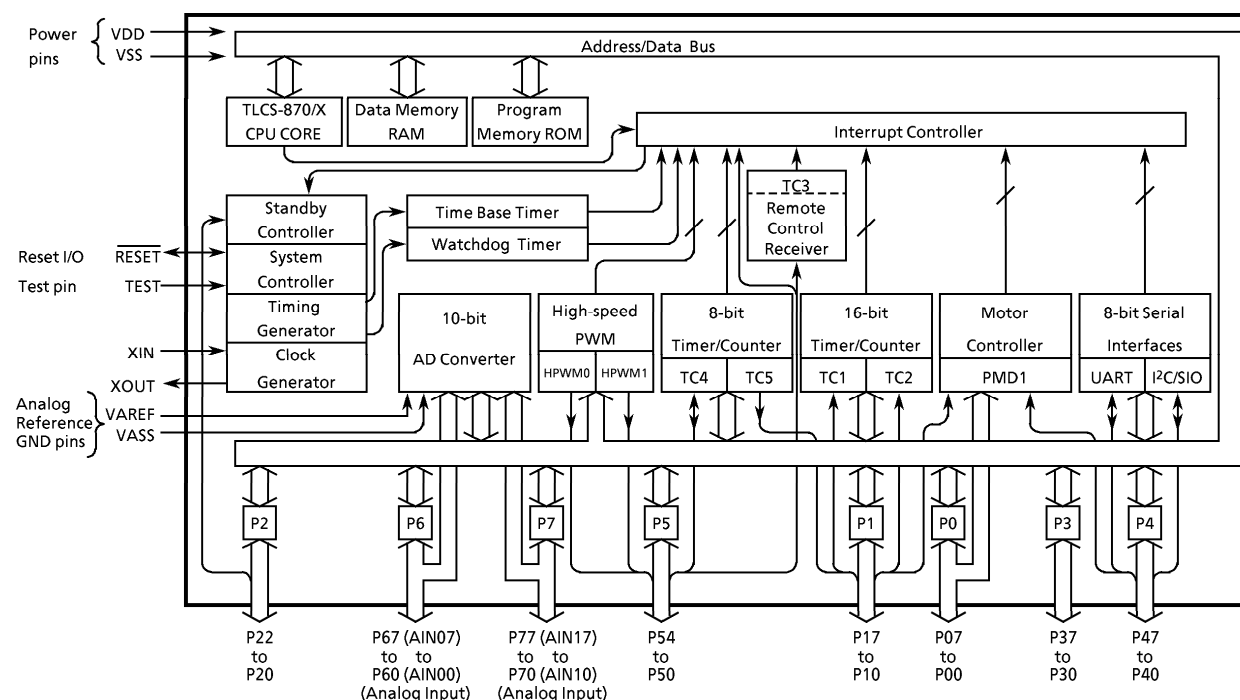 Power pins
VDD
VSS
Address/Data Bus
TLCS-870/X
CPU CORE
Data Memory
RAM
Program
Memory ROM
Interrupt Controller
Standby
Controller
System
Controller
Timing
Generator
Clock
Generator
Time Base Timer
Watchdog Timer
TC3
Remote
Control
Receiver
Reset I/O
RESET
Test pin
TEST
XIN
XOUT
Analog
Reference
GND pins
VAREF
VASS
10-bit
AD Converter
High-speed
PWM
HPWM0
HPWM1
8-bit
Timer/Counter
TC4
TC5
16-bit
Timer/Counter
TC1
TC2
Motor
Controller
PMD1
8-bit Serial
Interfaces
UART
I²C/SIO
P2
P6
P7
P5
P1
P0
P3
P4
P22
to
P20
P67 (AIN07)
to to
P60 (AIN00)
(Analog Input)
P77 (AIN17)
to to
P70 (AIN10)
(Analog Input)
P54
to
P50
P17
to
P10
P07
to
P00
P37
to
P30
P47
to
P40